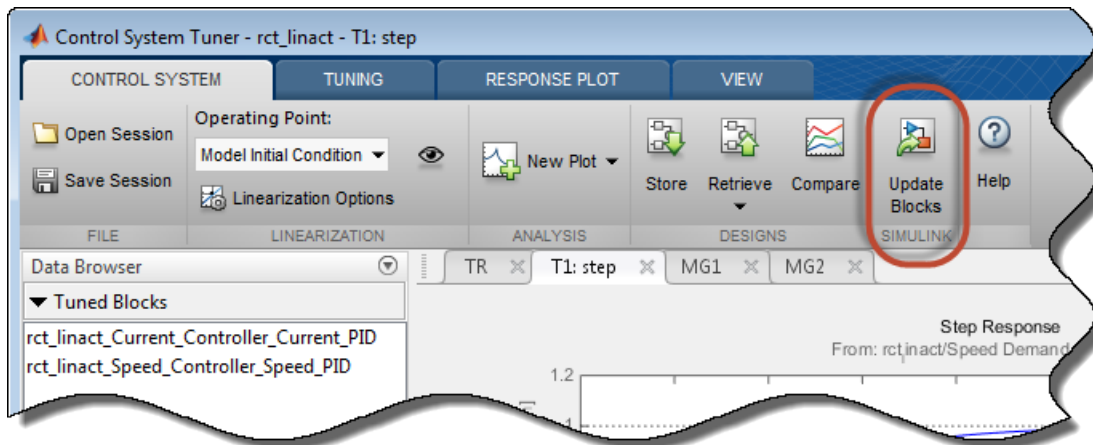 Control System Tuner - rct_linact - T1: step
CONTROL SYSTEM TUNING RESPONSE PLOT VIEW
Open Session
Save Session
Operating Point:
Model Initial Condition
Linearization Options
New Plot
Store
Retrieve
Compare
Update
Blocks
Help
FILE LINEARIZATION ANALYSIS DESIGNS SIMULINK
Data Browser
TR T1: step MG1 MG2
Tuned Blocks
rct_linact_Current_Controller_Current_PID
rct_linact_Speed_Controller_Speed_PID
Step Response
From: rct_linact/Speed Demand
1.2
1